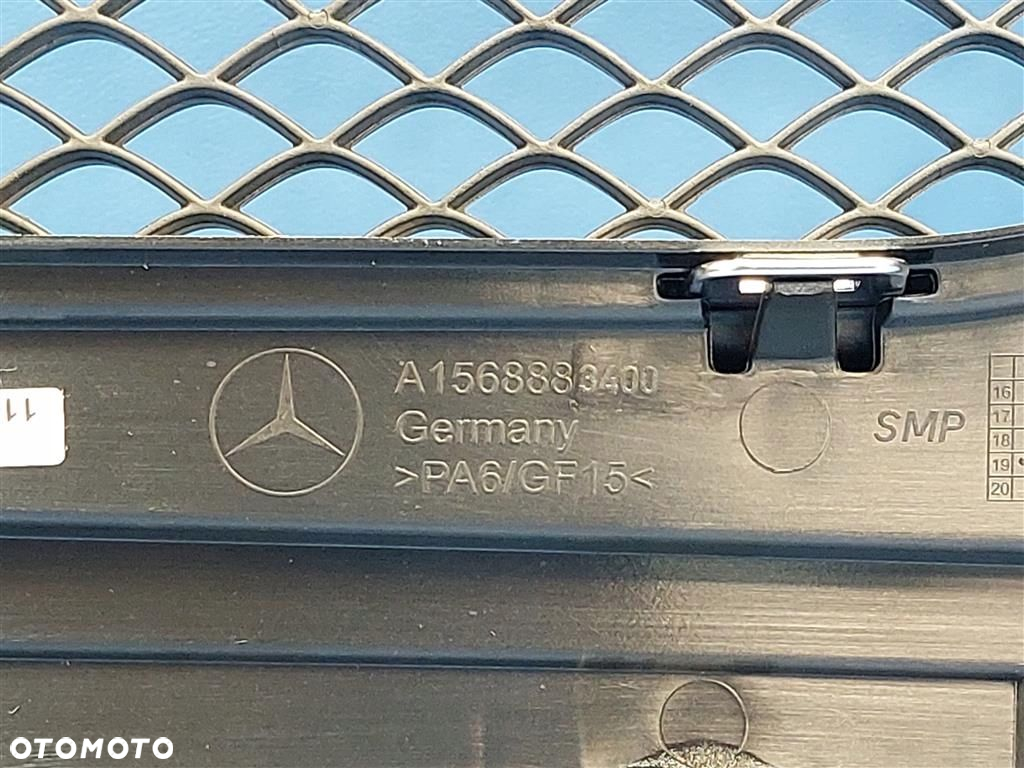 A1568883400
Germany
>PA6/GF15<
SMP
11
16
17
18
19
20
OTOMOTO